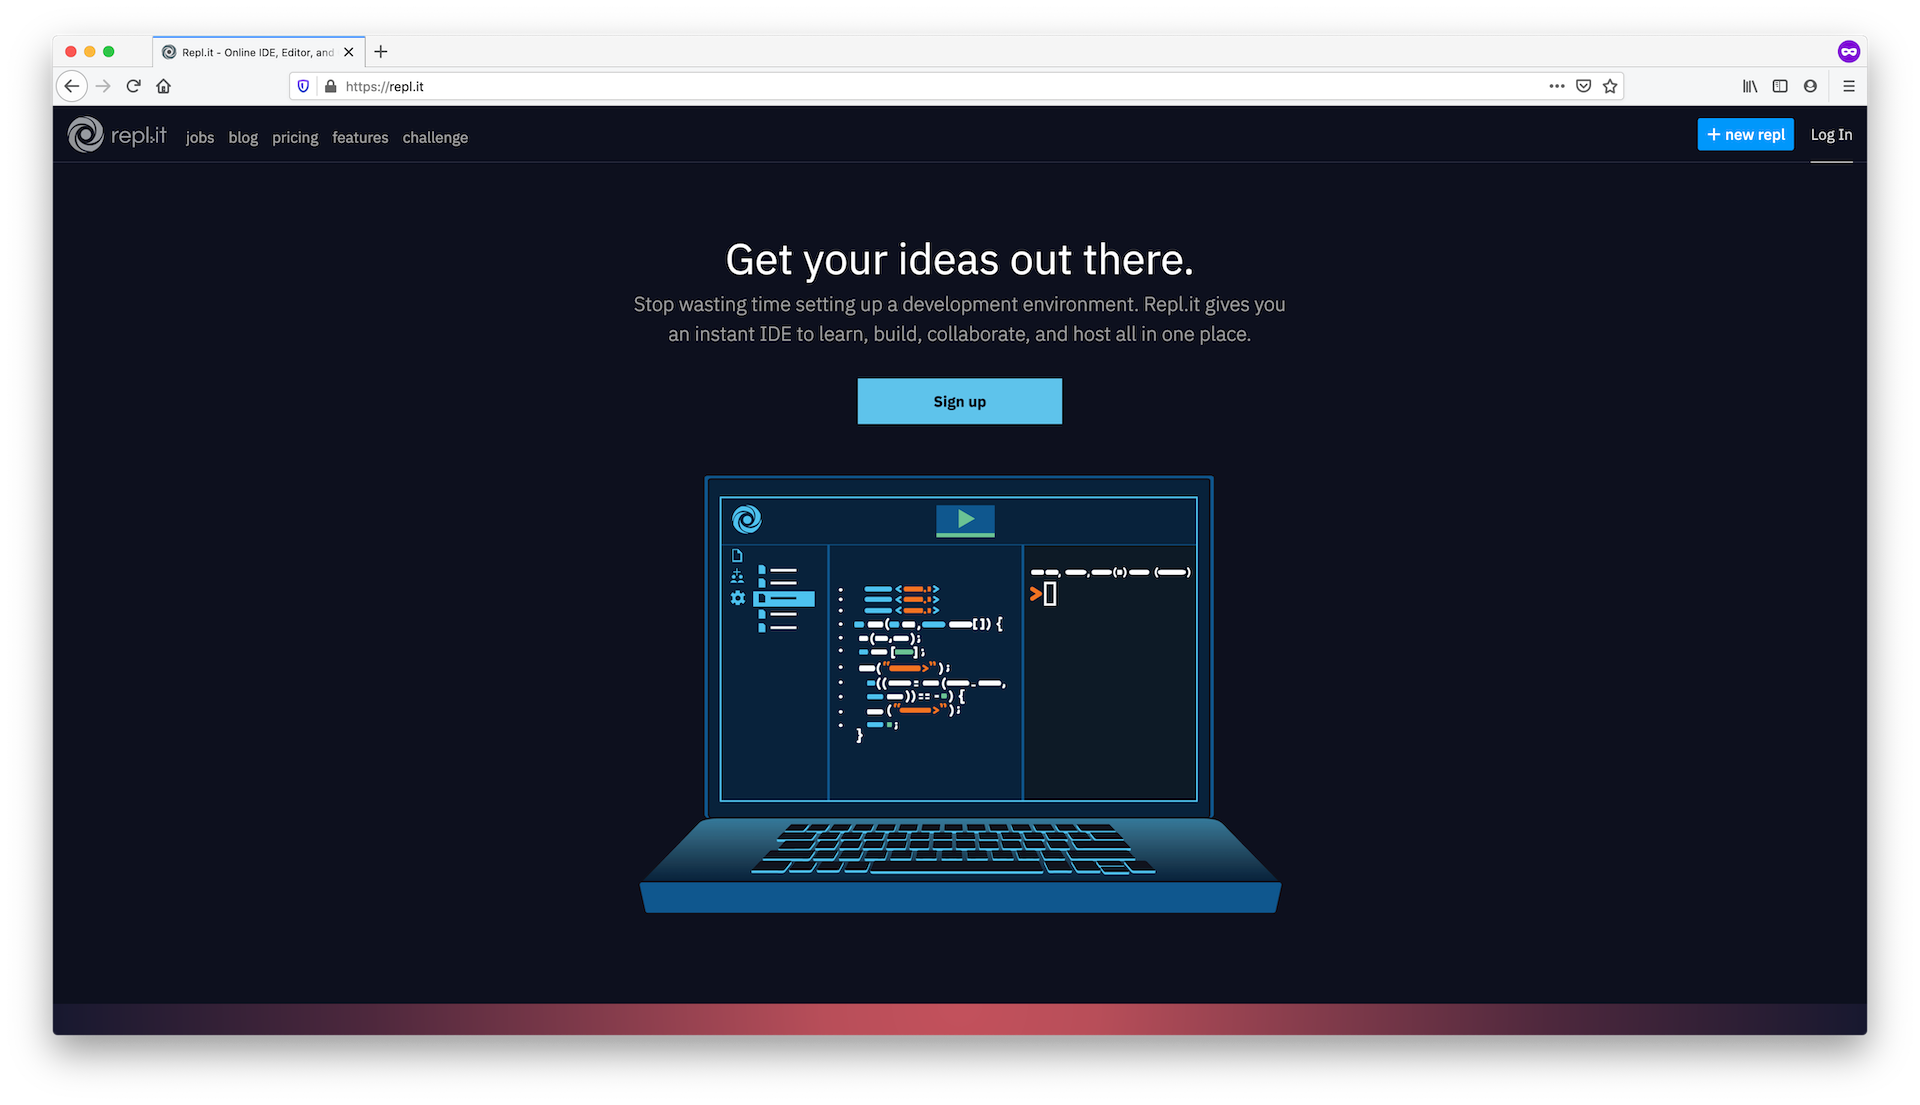 Repl.it - Online IDE, Editor, and
https://repl.it
repl.it
jobs blog pricing features challenge
+ new repl
Log In
Get your ideas out there.
Stop wasting time setting up a development environment. Repl.it gives you
an instant IDE to learn, build, collaborate, and host all in one place.
Sign up